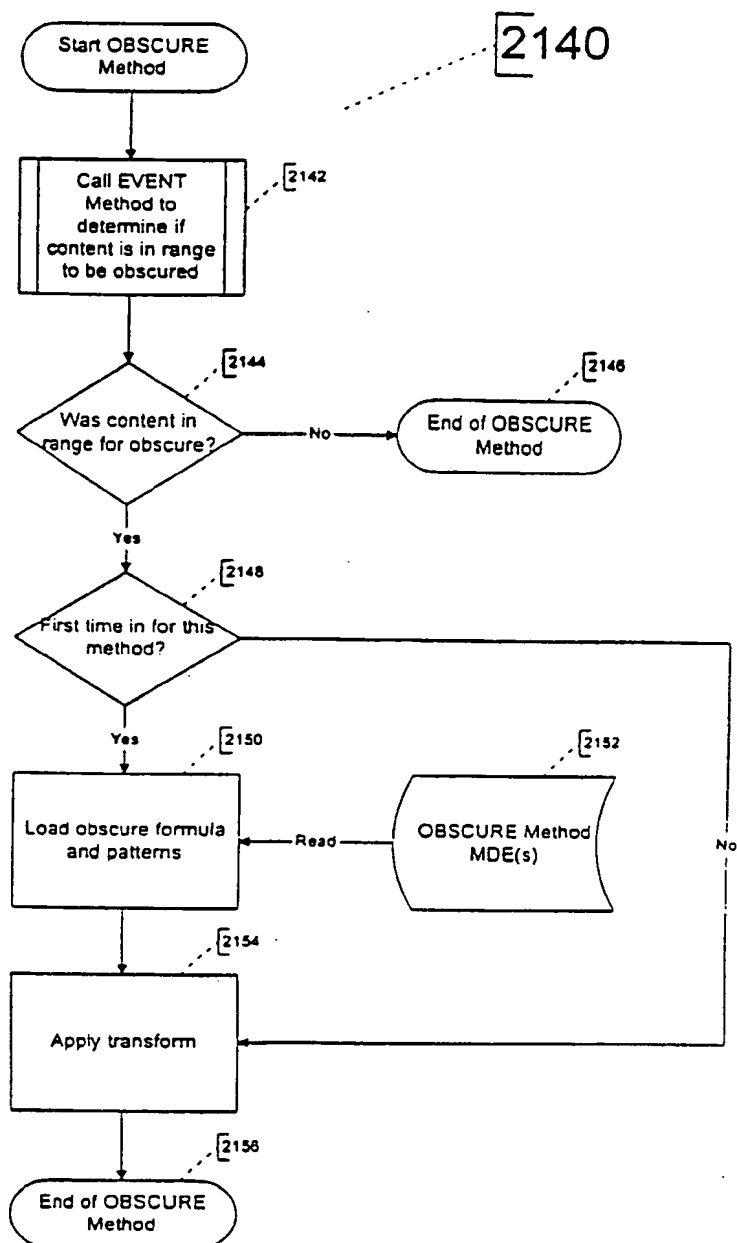 Start OBSCURE
Method
2140
Call EVENT
Method to
determine if
content is in range
to be obscured
2142
2144
Was content in
range for obscure?
No
2146
End of OBSCURE
Method
Yes
2148
First time in for this
method?
Yes
No
2150
Load obscure formula
and patterns
Read
2152
OBSCURE Method
MDE(s)
2154
Apply transform
2156
End of OBSCURE
Method